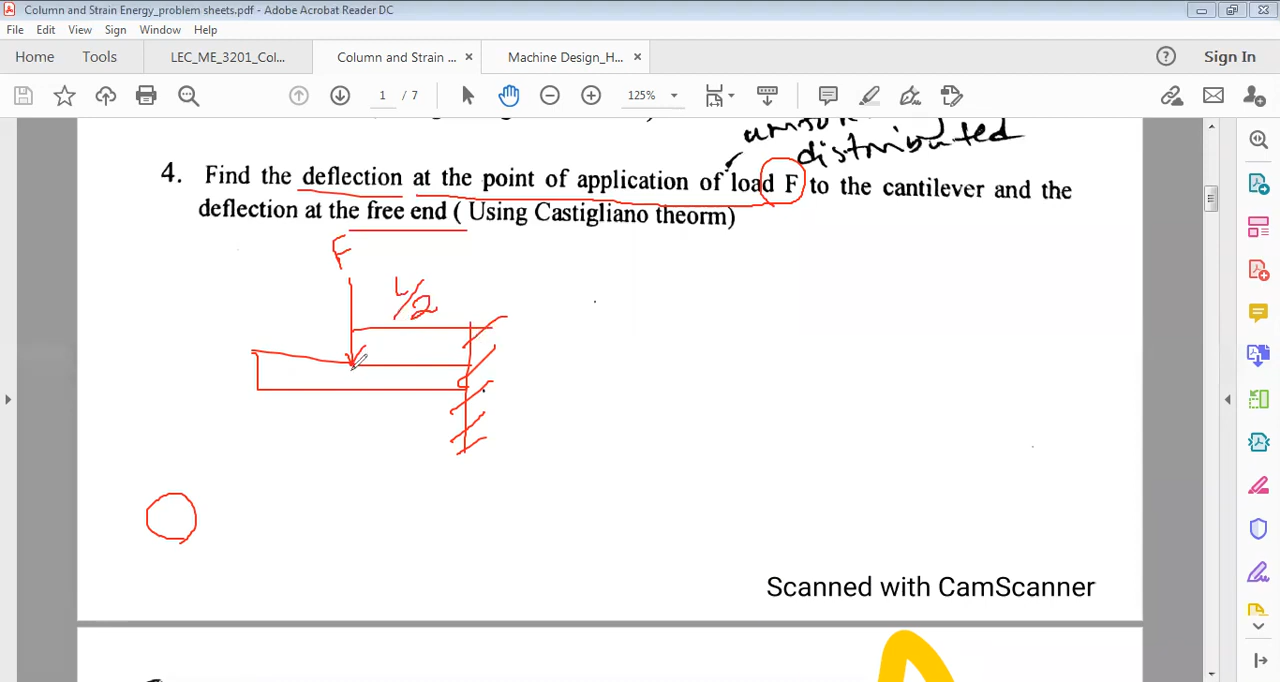 Column and Strain Energy_problem sheets.pdf - Adobe Acrobat Reader DC
File Edit View Sign Window Help
Home Tools LEC_ME_3201_Col... Column and Strain ... × Machine Design_H... × Sign In
1 / 7 125%
distributed
4. Find the deflection at the point of application of load F to the cantilever and the
deflection at the free end ( Using Castigliano theorm)
F
L/2
Scanned with CamScanner